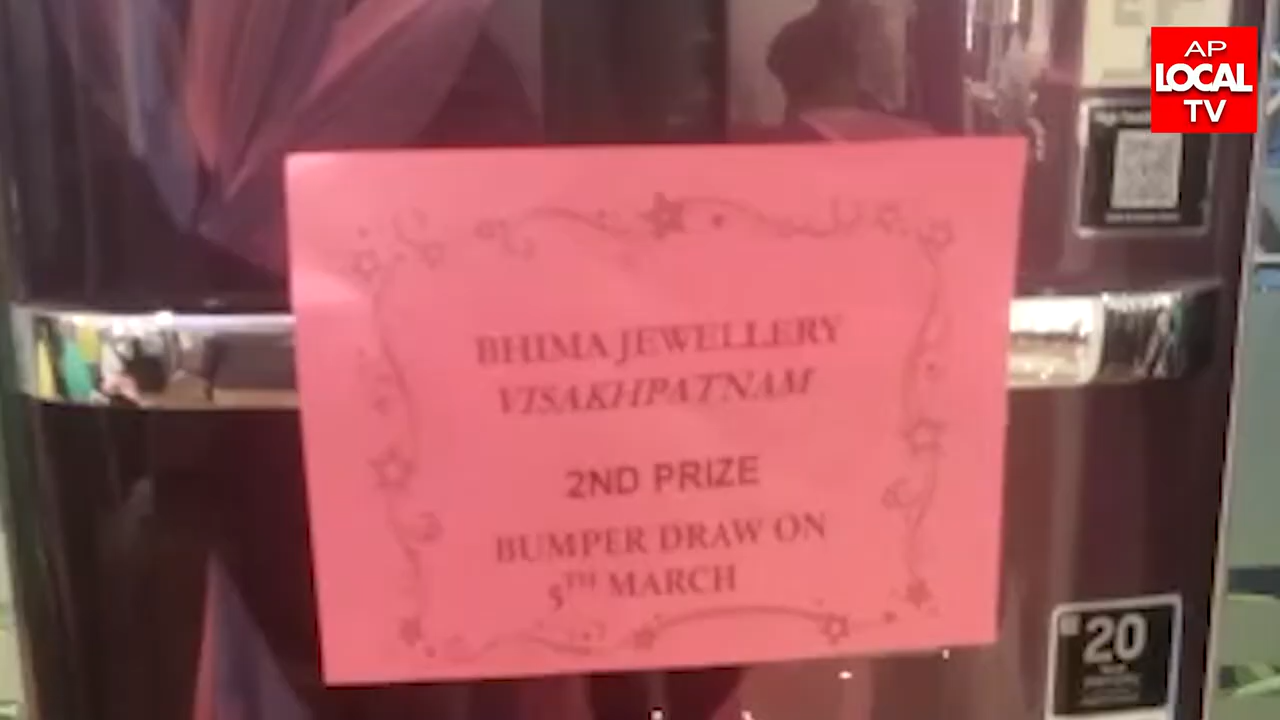 AP
LOCAL
TV
BHIMA JEWELLERY
VISAKHPATNAM
2ND PRIZE
BUMPER DRAW ON
5TH MARCH
20